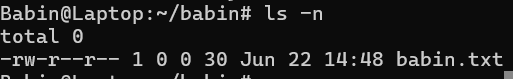 Babin@Laptop:~/babin# ls -n
total 0
-rw-r--r-- 1 0 0 30 Jun 22 14:48 babin.txt